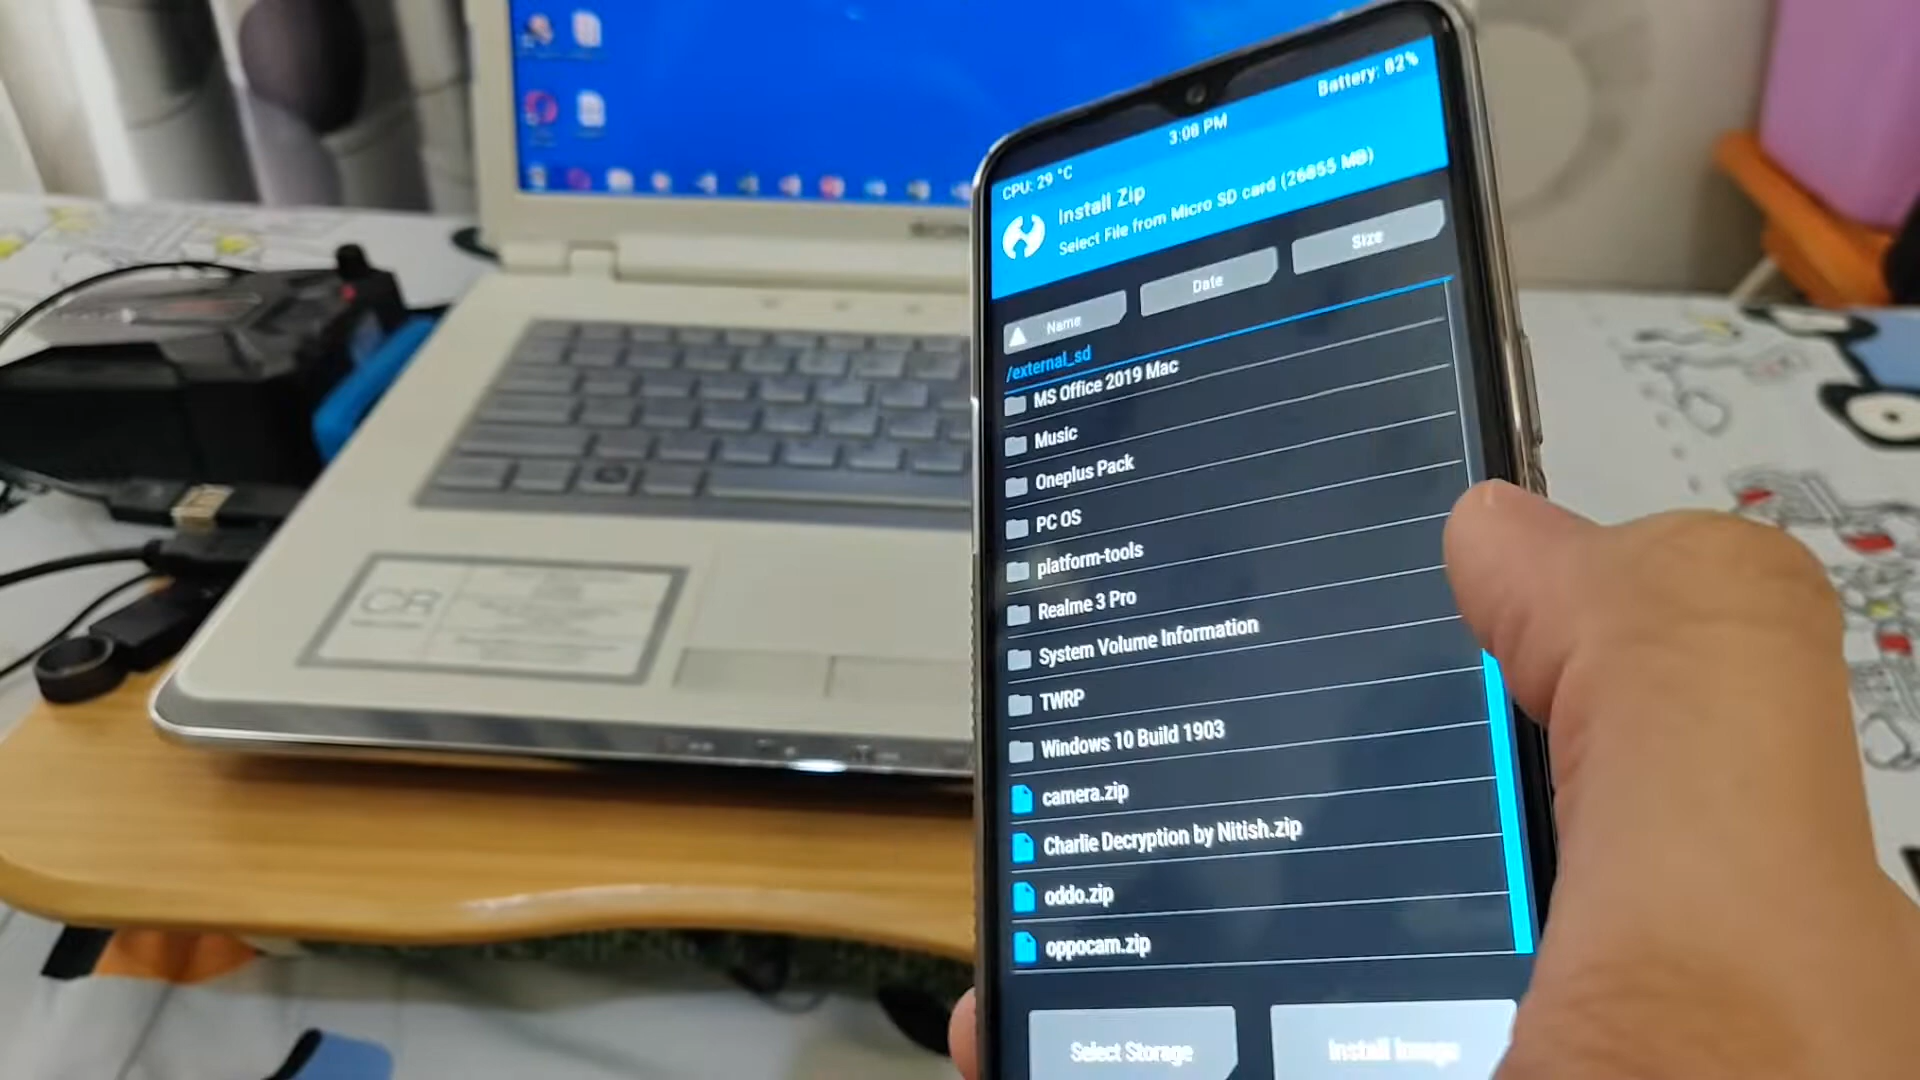 Battery: 82%
3:08 PM
CPU: 29 °C
Install Zip
Select File from Micro SD card (26855 MB)
Name
Date
Size
/external_sd
MS Office 2019 Mac
Music
Oneplus Pack
PC OS
platform-tools
Realme 3 Pro
System Volume Information
TWRP
Windows 10 Build 1903
camera.zip
Charlie Decryption by Nitish.zip
oddo.zip
oppocam.zip
Select Storage
Install Image